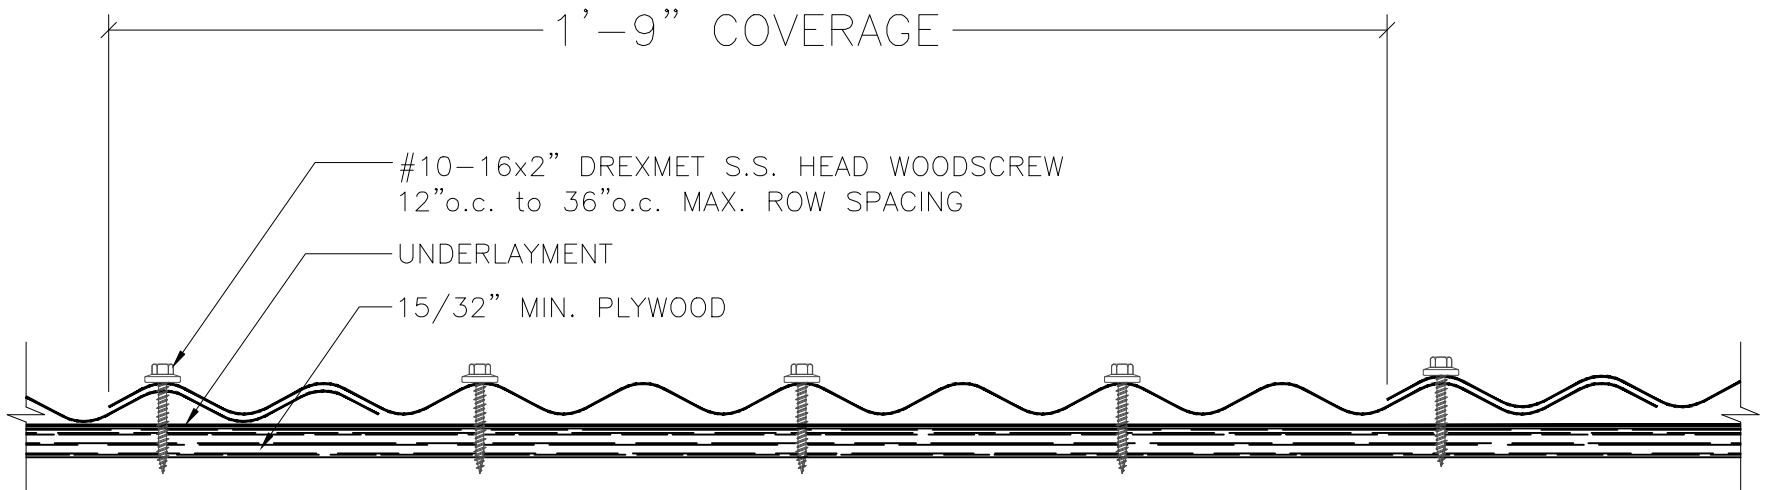 1'-9" COVERAGE
#10-16x2" DREXMET S.S. HEAD WOODSCREW
12"o.c. to 36"o.c. MAX. ROW SPACING
UNDERLAYMENT
15/32" MIN. PLYWOOD